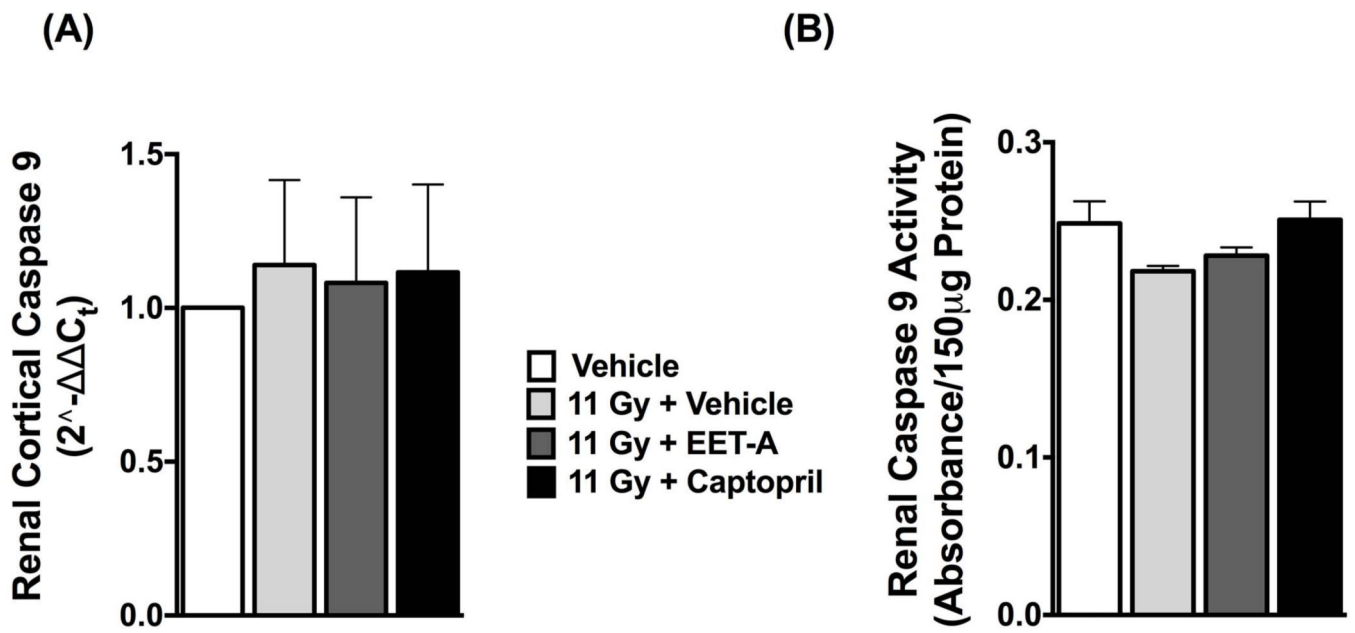 (A)
Renal Cortical Caspase 9
(2^-ΔΔCt)
1.5
1.0
0.5
0.0
Vehicle
11 Gy + Vehicle
11 Gy + EET-A
11 Gy + Captopril
(B)
Renal Caspase 9 Activity
(Absorbance/150μg Protein)
0.3
0.2
0.1
0.0